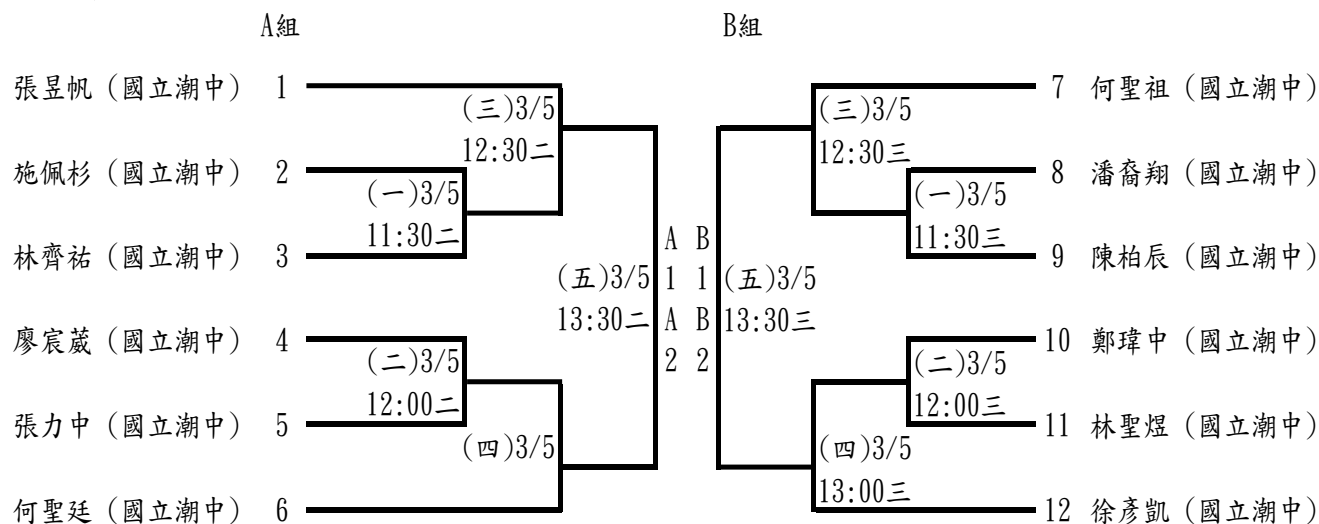 A組 B組
張昱帆 (國立潮中) 1
(三)3/5
12:30二
施佩杉 (國立潮中) 2
(一)3/5
11:30二
林齊祐 (國立潮中) 3
(五)3/5
13:30二
廖宸葳 (國立潮中) 4
(二)3/5
12:00二
張力中 (國立潮中) 5
(四)3/5
何聖廷 (國立潮中) 6
A B
1 1
A B
2 2
7 何聖祖 (國立潮中)
(三)3/5
12:30三
8 潘裔翔 (國立潮中)
(一)3/5
11:30三
9 陳柏辰 (國立潮中)
(五)3/5
13:30三
10 鄭瑋中 (國立潮中)
(二)3/5
12:00三
11 林聖焜 (國立潮中)
(四)3/5
13:00三
12 徐彥凱 (國立潮中)